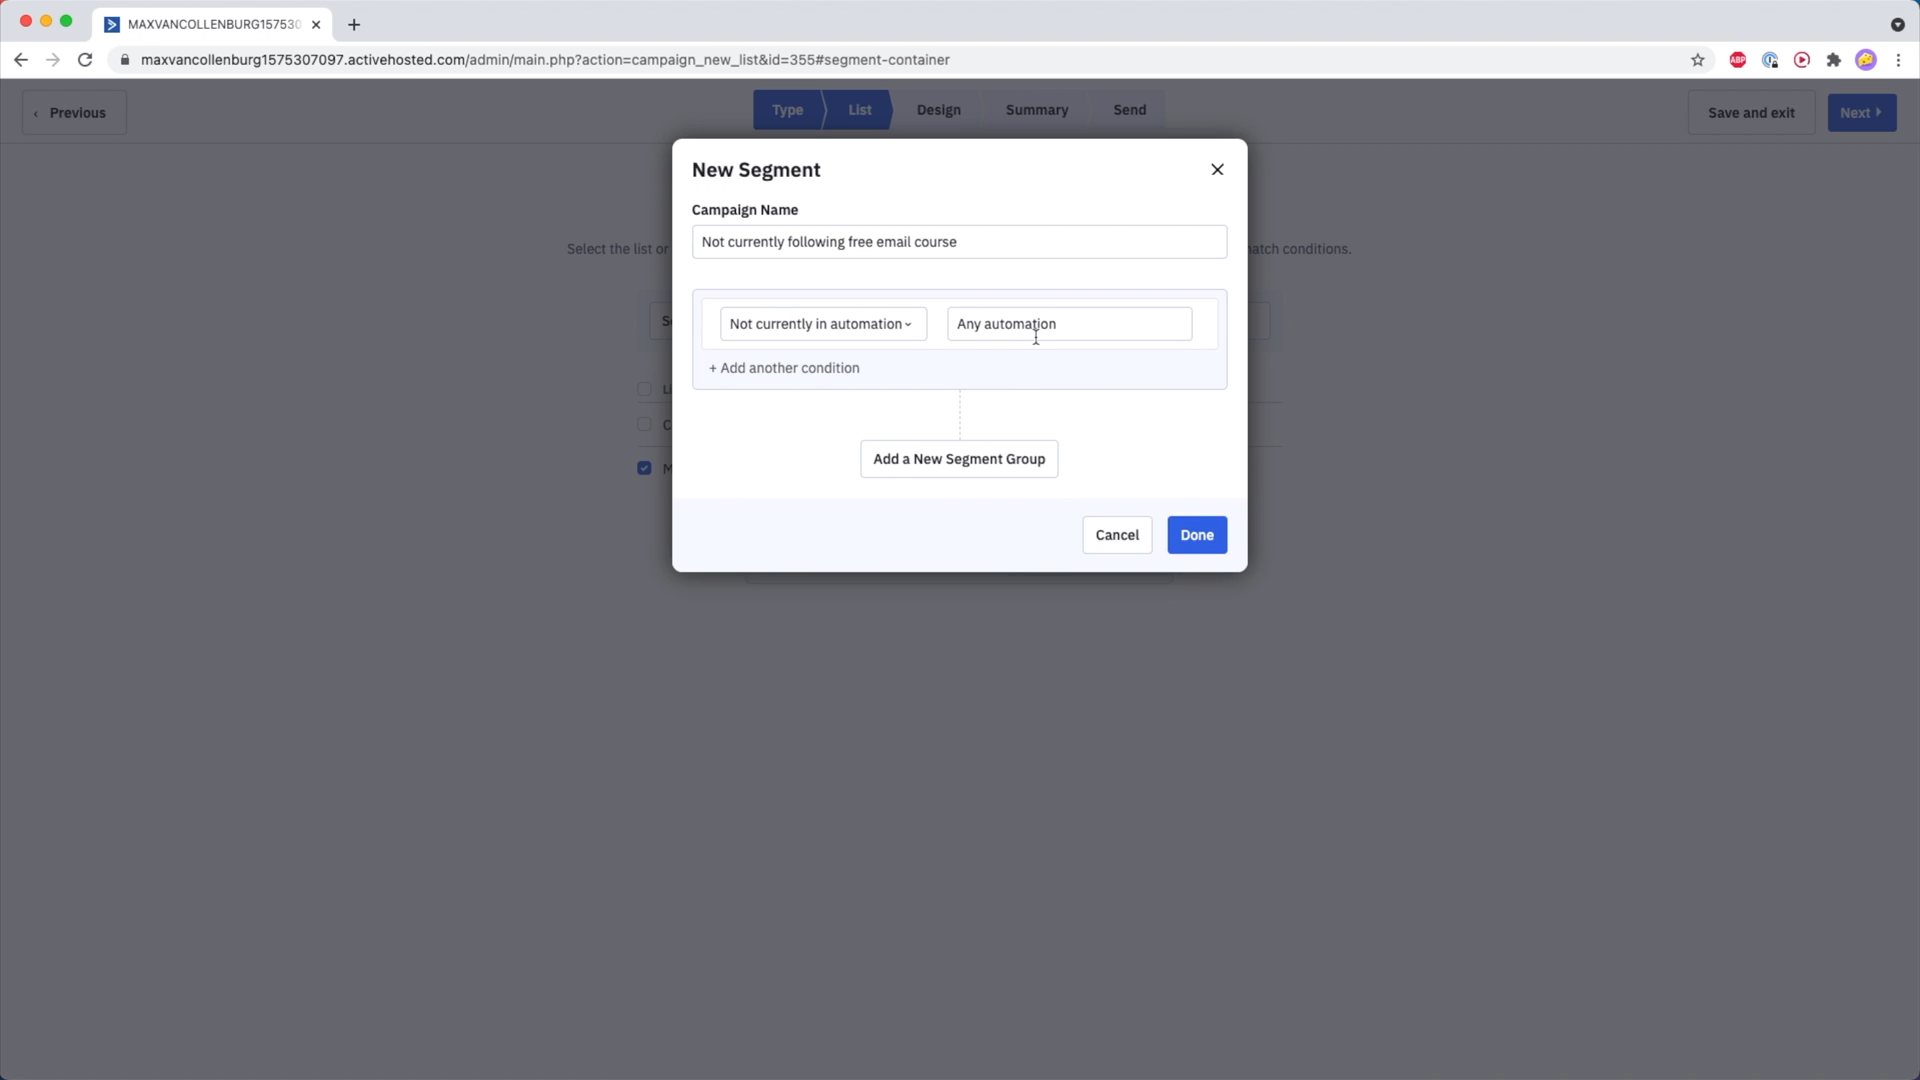 MAXVANCOLLENBURG157530
maxvancollenburg1575307097.activehosted.com/admin/main.php?action=campaign_new_list&id=355#segment-container
ABP
Previous
Type
List
Design
Summary
Send
Save and exit
Next
New Segment
Campaign Name
Not currently following free email course
Select the list or
atch conditions.
Not currently in automation
Any automation
+ Add another condition
Add a New Segment Group
Cancel
Done